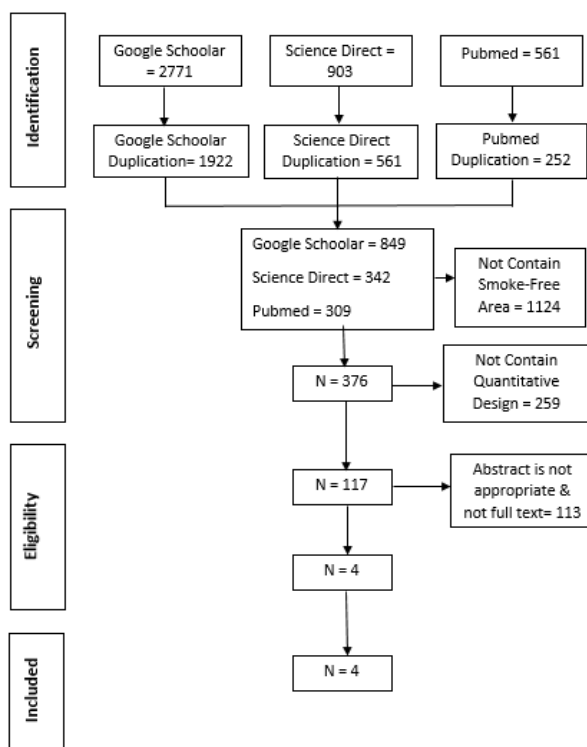 Identification
Google Schoolar
= 2771
Science Direct =
903
Pubmed = 561
Google Schoolar
Duplication= 1922
Science Direct
Duplication = 561
Pubmed
Duplication = 252
Screening
Google Schoolar = 849
Science Direct = 342
Pubmed = 309
Not Contain
Smoke-Free
Area = 1124
N = 376
Not Contain
Quantitative
Design = 259
Eligibility
N = 117
Abstract is not
appropriate &
not full text= 113
N = 4
Included
N = 4